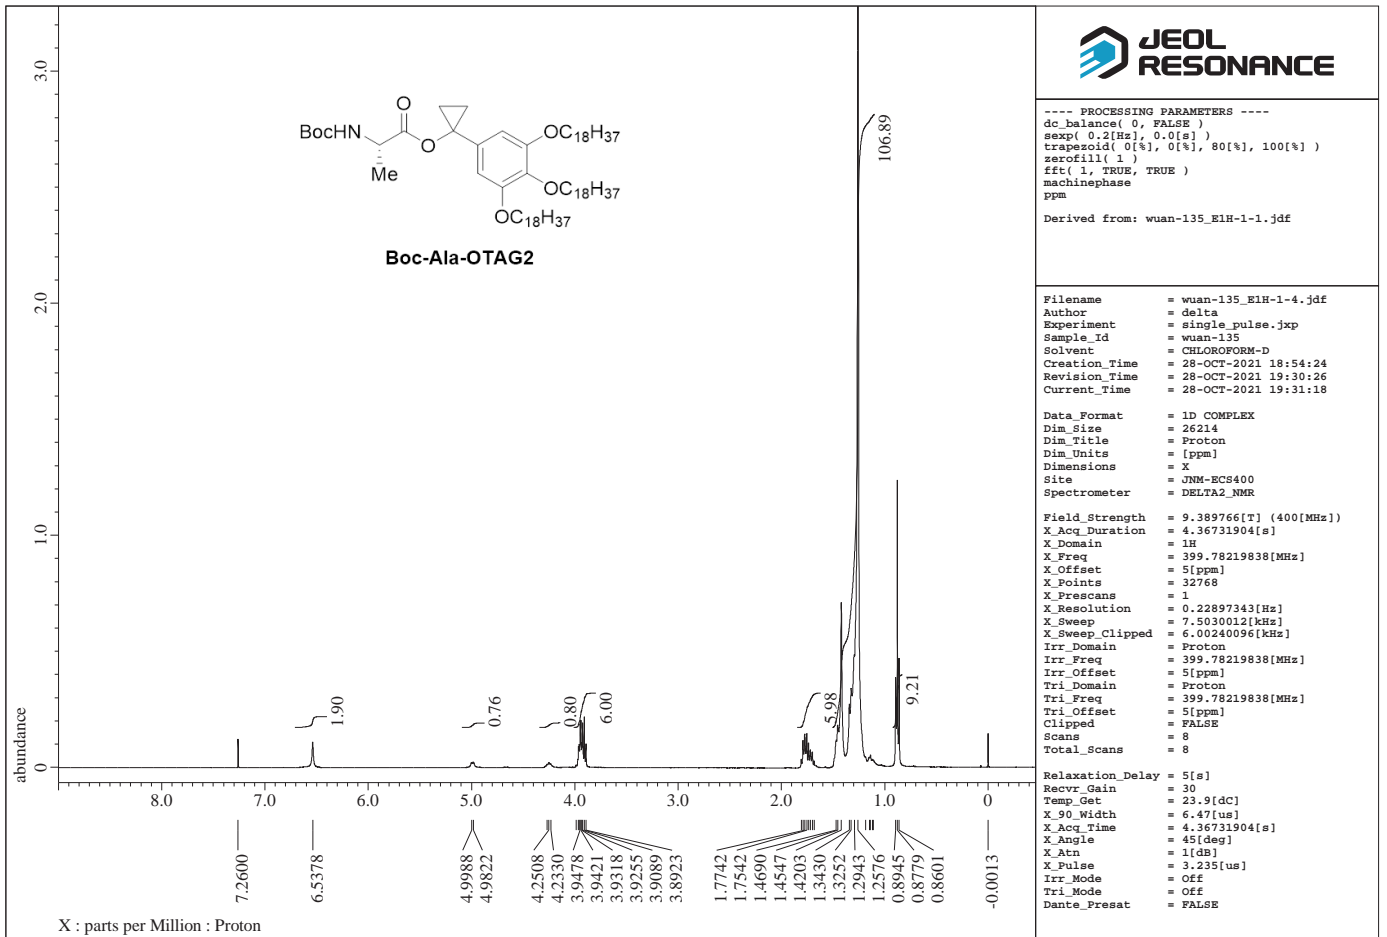 3.0
2.0
1.0
0
abundance
BocHN
O
O
Me
OC18H37
OC18H37
OC18H37
Boc-Ala-OTAG2
1.90
0.76
0.80
6.00
5.98
106.89
9.21
8.0 7.0 6.0 5.0 4.0 3.0 2.0 1.0 0
7.2600
6.5378
4.9988
4.9822
4.2508
4.2330
3.9478
3.9421
3.9318
3.9255
3.9089
3.8923
1.7742
1.7542
1.4690
1.4547
1.4203
1.3430
1.3252
1.2943
1.2576
0.8945
0.8779
0.8601
-0.0013
X : parts per Million : Proton
JEOL
RESONANCE
---- PROCESSING PARAMETERS ----
dc_balance( 0, FALSE )
sexp( 0.2[Hz], 0.0[s] )
trapezoid( 0[%], 0[%], 80[%], 100[%] )
zerofill( 1 )
fft( 1, TRUE, TRUE )
machinephase
ppm
Derived from: wuan-135_E1H-1-1.jdf
Filename = wuan-135_E1H-1-4.jdf
Author = delta
Experiment = single_pulse.jxp
Sample_Id = wuan-135
Solvent = CHLOROFORM-D
Creation_Time = 28-OCT-2021 18:54:24
Revision_Time = 28-OCT-2021 19:30:26
Current_Time = 28-OCT-2021 19:31:18
Data_Format = 1D COMPLEX
Dim_Size = 26214
Dim_Title = Proton
Dim_Units = [ppm]
Dimensions = X
Site = JNM-ECS400
Spectrometer = DELTA2_NMR
Field_Strength = 9.389766[T] (400[MHz])
X_Acq_Duration = 4.36731904[s]
X_Domain = 1H
X_Freq = 399.78219838[MHz]
X_Offset = 5[ppm]
X_Points = 32768
X_Prescans = 1
X_Resolution = 0.22897343[Hz]
X_Sweep = 7.5030012[kHz]
X_Sweep_Clipped = 6.00240096[kHz]
Irr_Domain = Proton
Irr_Freq = 399.78219838[MHz]
Irr_Offset = 5[ppm]
Tri_Domain = Proton
Tri_Freq = 399.78219838[MHz]
Tri_Offset = 5[ppm]
Clipped = FALSE
Scans = 8
Total_Scans = 8
Relaxation_Delay = 5[s]
Recvr_Gain = 30
Temp_Get = 23.9[dC]
X_90_Width = 6.47[us]
X_Acq_Time = 4.36731904[s]
X_Angle = 45[deg]
X_Atn = 1[dB]
X_Pulse = 3.235[us]
Irr_Mode = Off
Tri_Mode = Off
Dante_Presat = FALSE